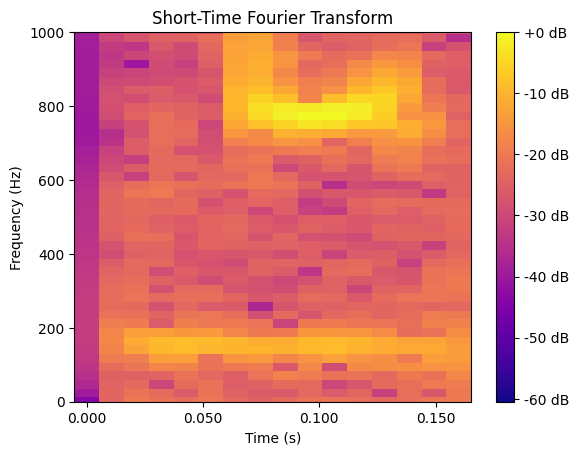 Short-Time Fourier Transform
1000
800
600
400
200
0
Frequency (Hz)
0.000
0.050
0.100
0.150
Time (s)
+0 dB
-10 dB
-20 dB
-30 dB
-40 dB
-50 dB
-60 dB